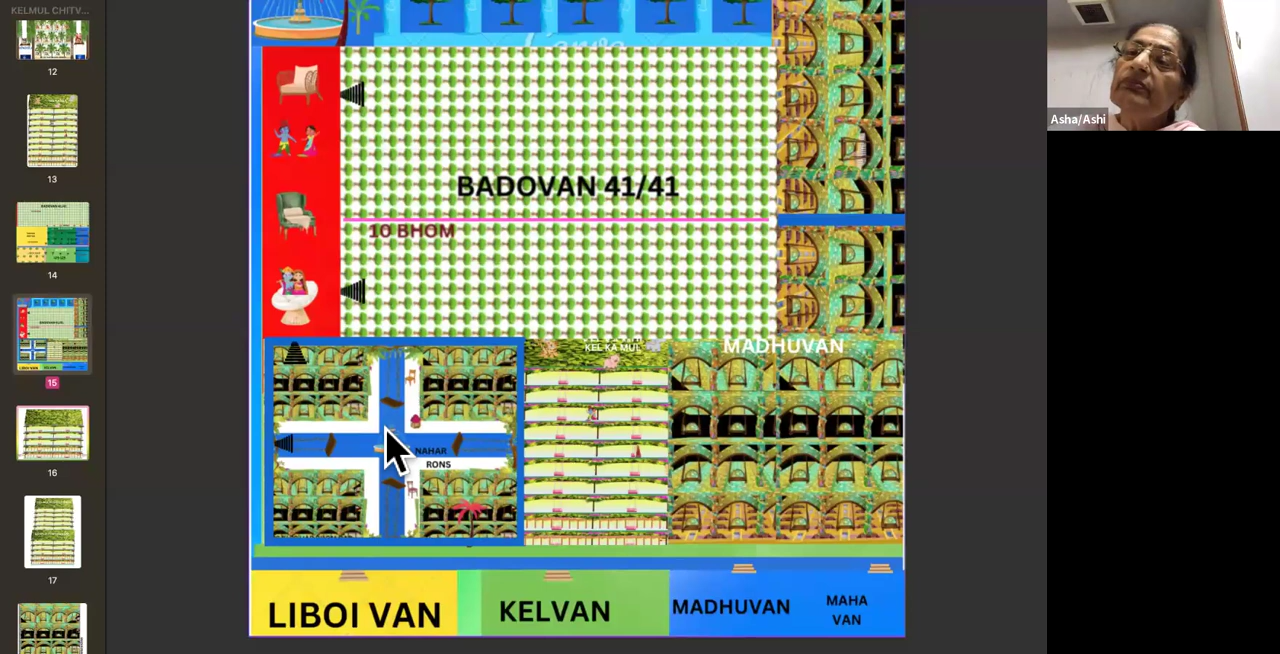 KELMUL CHITV...
12
13
14
15
16
17
Asha/Ashi
BADOVAN 41/41
10 BHOM
KEL KA MUL
MADHUVAN
NAHAR
RONS
LIBOI VAN
KELVAN
MADHUVAN
MAHA
VAN